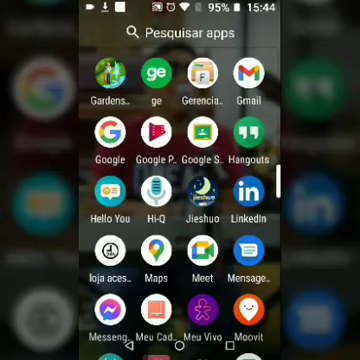 95% 15:44
Pesquisar apps
ge
Gardens.. ge Gerencia.. Gmail
Google Google P.. Google S.. Hangouts
Hello You Hi-Q Jieshuo LinkedIn
loja aces.. Maps Meet Mensage..
Messeng.. Meu Cad.. Meu Vivo Moovit